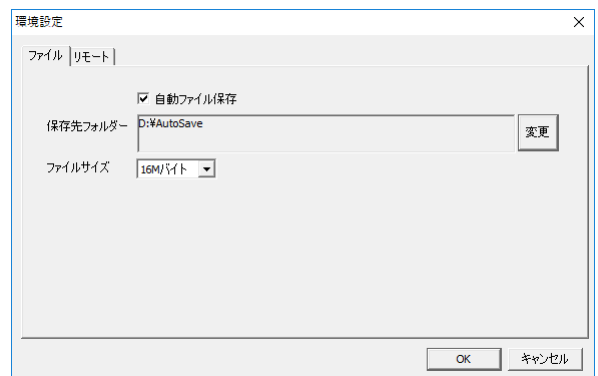 環境設定
ファイル リモート
自動ファイル保存
保存先フォルダー D:¥AutoSave 変更
ファイルサイズ 16Mバイト
OK キャンセル